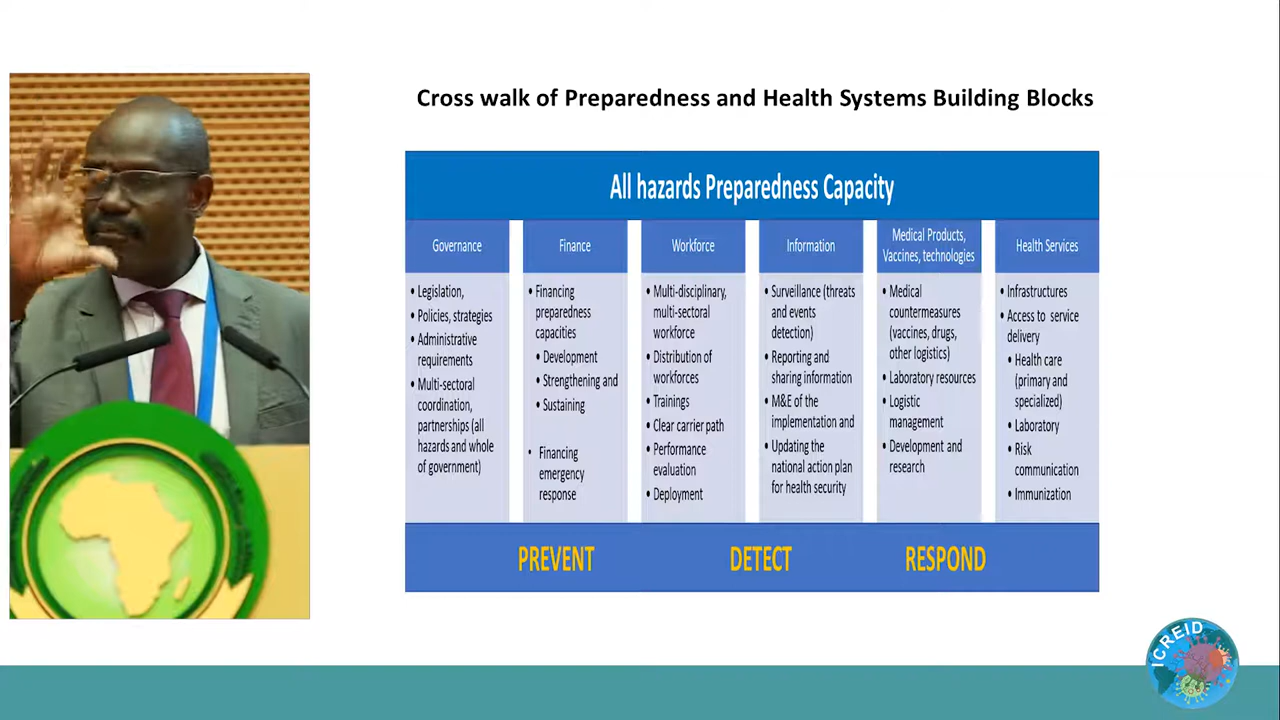 Cross walk of Preparedness and Health Systems Building Blocks
All hazards Preparedness Capacity
Governance
• Legislation,
• Policies, strategies
• Administrative
requirements
• Multi-sectoral
coordination,
partnerships (all
hazards and whole
of government)
Finance
• Financing
preparedness
capacities
• Development
• Strengthening and
• Sustaining
• Financing
emergency
response
Workforce
• Multi-disciplinary,
multi-sectoral
workforce
• Distribution of
workforces
• Trainings
• Clear carrier path
• Performance
evaluation
• Deployment
Information
• Surveillance (threats
and events
detection)
• Reporting and
sharing information
• M&E of the
implementation and
• Updating the
national action plan
for health security
Medical Products,
Vaccines, technologies
• Medical
countermeasures
(vaccines, drugs,
other logistics)
• Laboratory resources
• Logistic
management
• Development and
research
Health Services
• Infrastructures
• Access to service
delivery
• Health care
(primary and
specialized)
• Laboratory
• Risk
communication
• Immunization
PREVENT DETECT RESPOND
ICREID